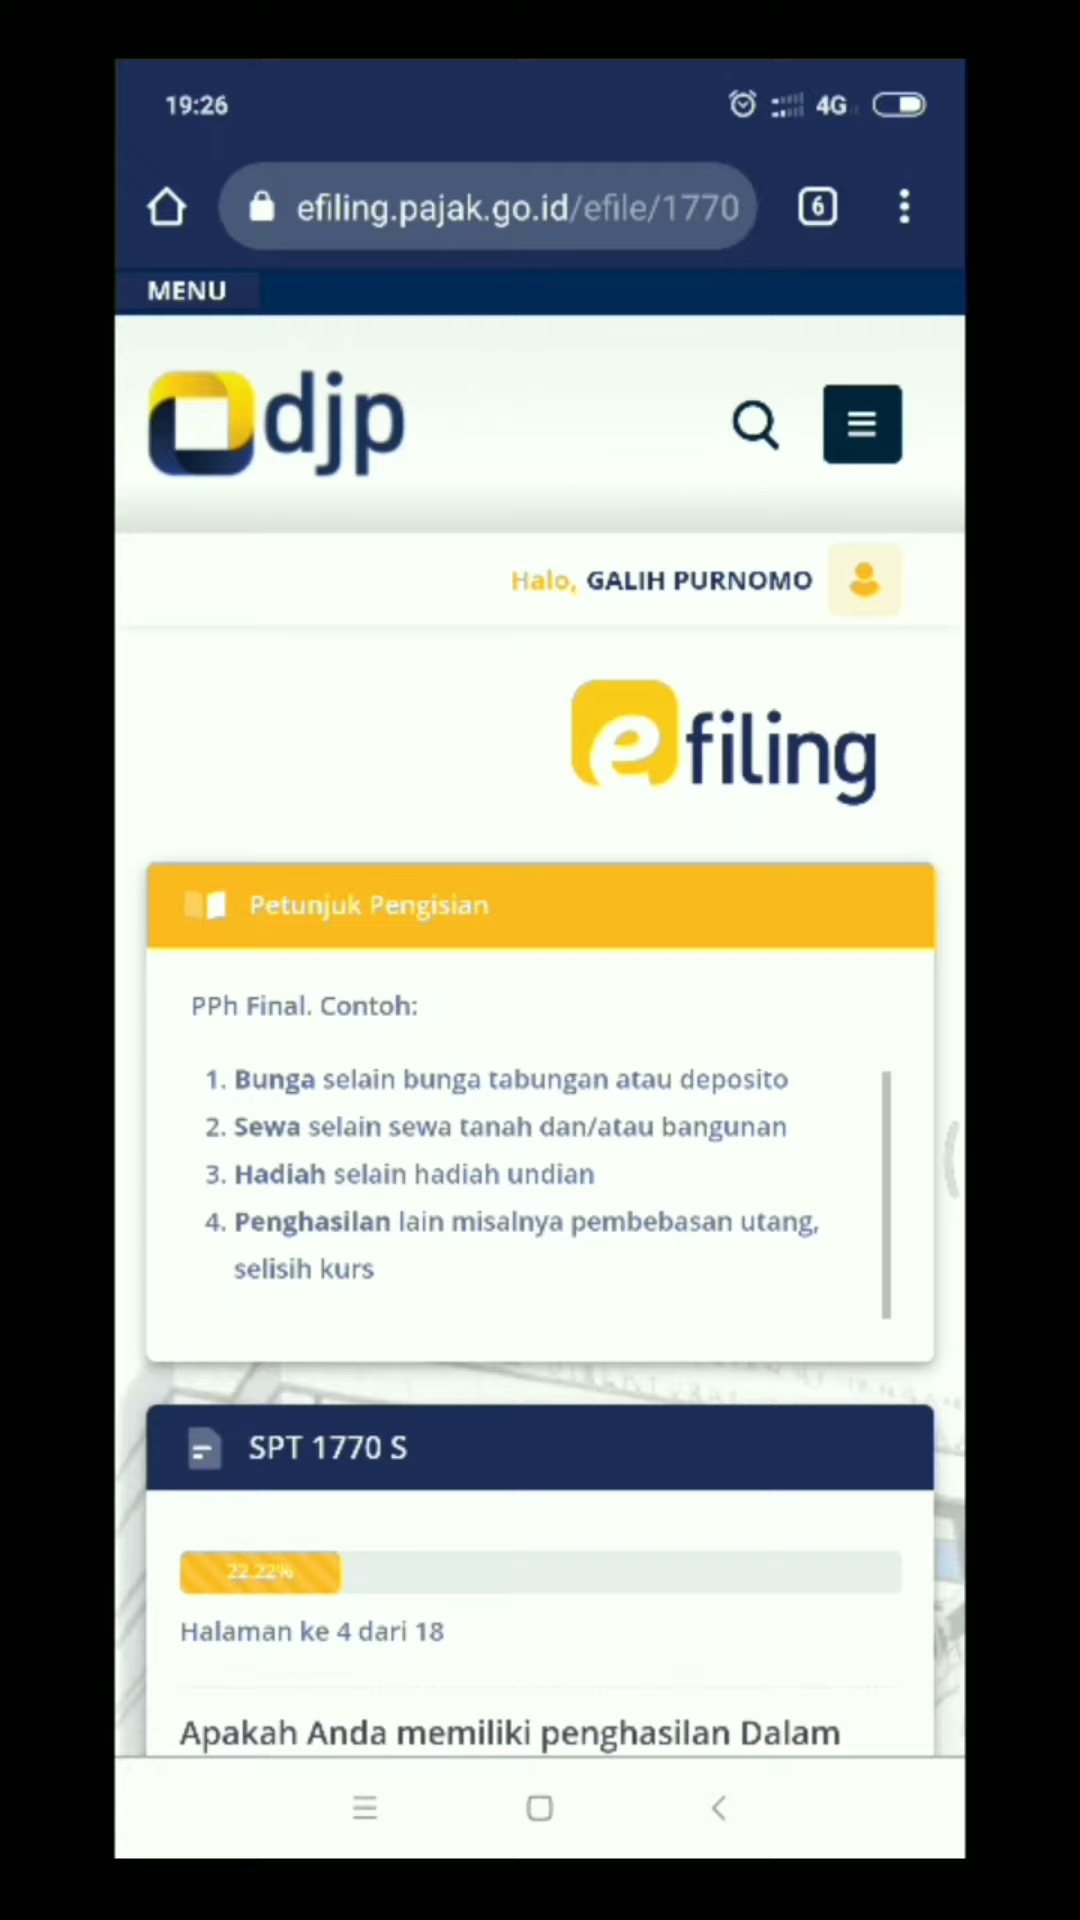 19:26
4G
efiling.pajak.go.id/efile/1770
6
MENU
djp
Halo, GALIH PURNOMO
efiling
Petunjuk Pengisian
PPh Final. Contoh:
1. Bunga selain bunga tabungan atau deposito
2. Sewa selain sewa tanah dan/atau bangunan
3. Hadiah selain hadiah undian
4. Penghasilan lain misalnya pembebasan utang,
selisih kurs
SPT 1770 S
22.22%
Halaman ke 4 dari 18
Apakah Anda memiliki penghasilan Dalam